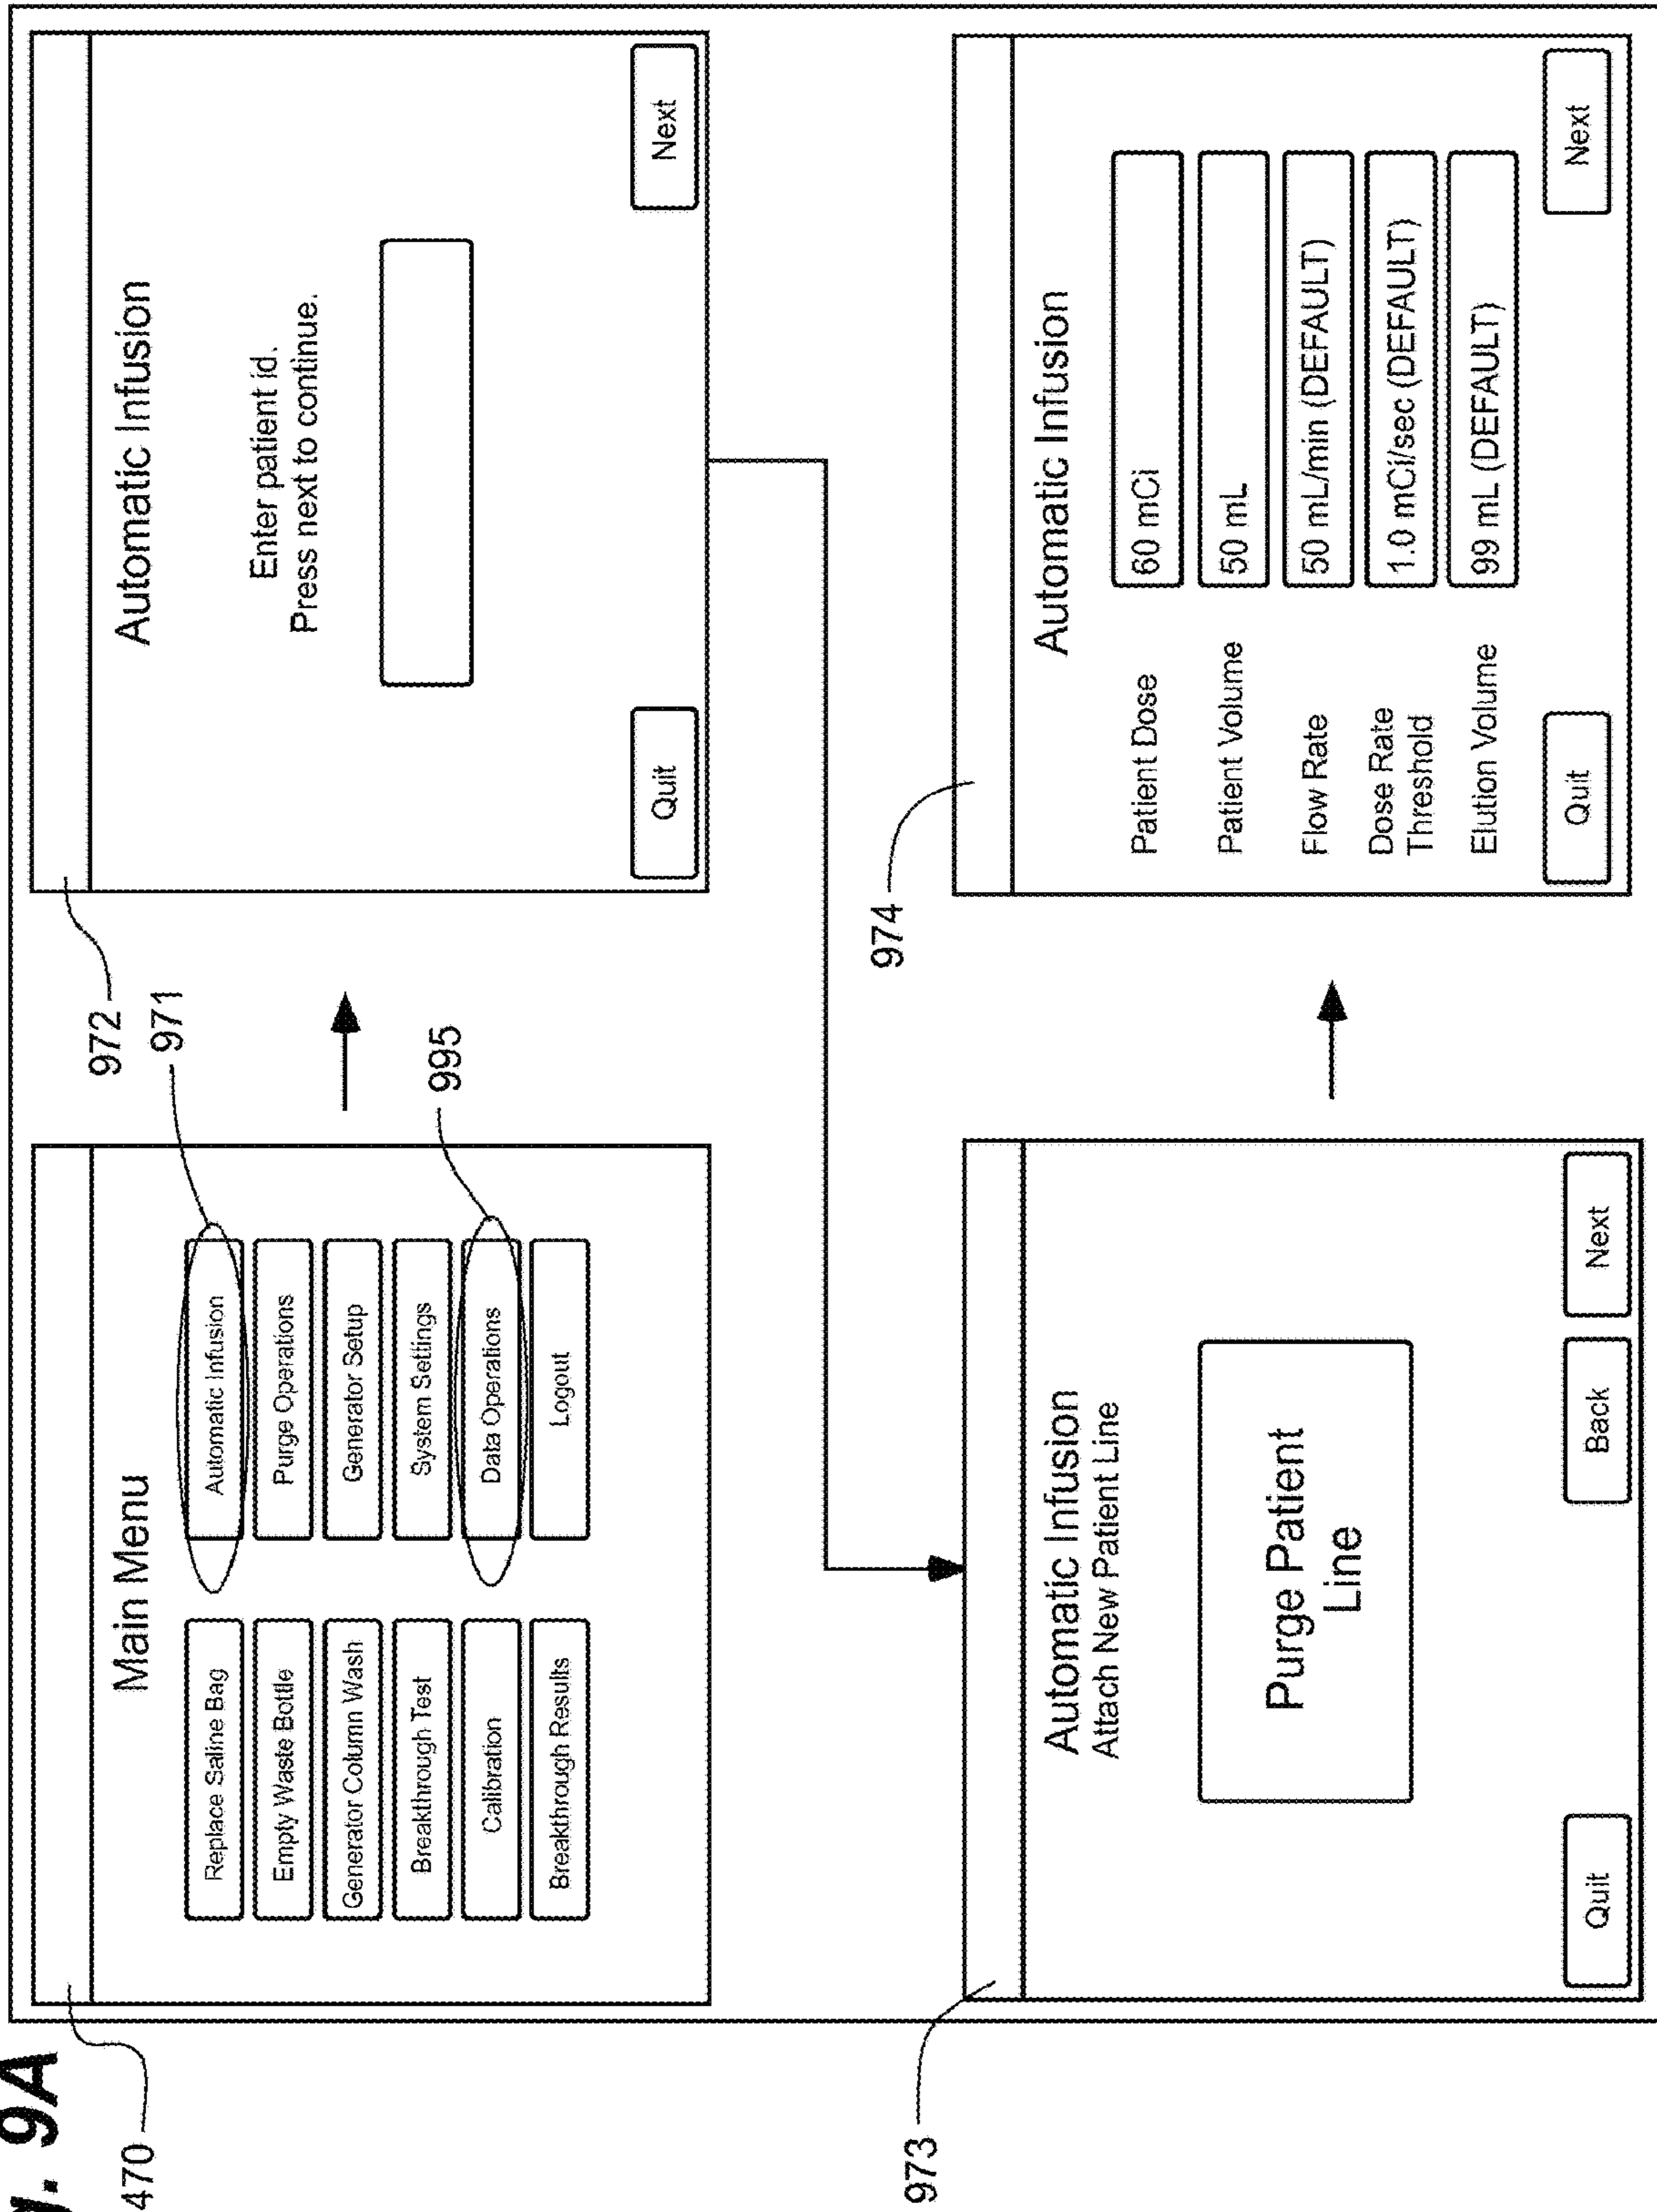 g. 9A
470
Main Menu
Replace Saline Bag
Automatic Infusion
Empty Waste Bottle
Purge Operations
Generator Column Wash
Generator Setup
Breakthrough Test
System Settings
Calibration
Data Operations
Breakthrough Results
Logout
971
995
972
Automatic Infusion
Enter patient id.
Press next to continue.
Quit
Next
973
Automatic Infusion
Attach New Patient Line
Purge Patient
Line
Quit
Back
Next
974
Automatic Infusion
Patient Dose
60 mCi
Patient Volume
50 mL
Flow Rate
50 mL/min (DEFAULT)
Dose Rate
Threshold
1.0 mCi/sec (DEFAULT)
Elution Volume
99 mL (DEFAULT)
Quit
Next